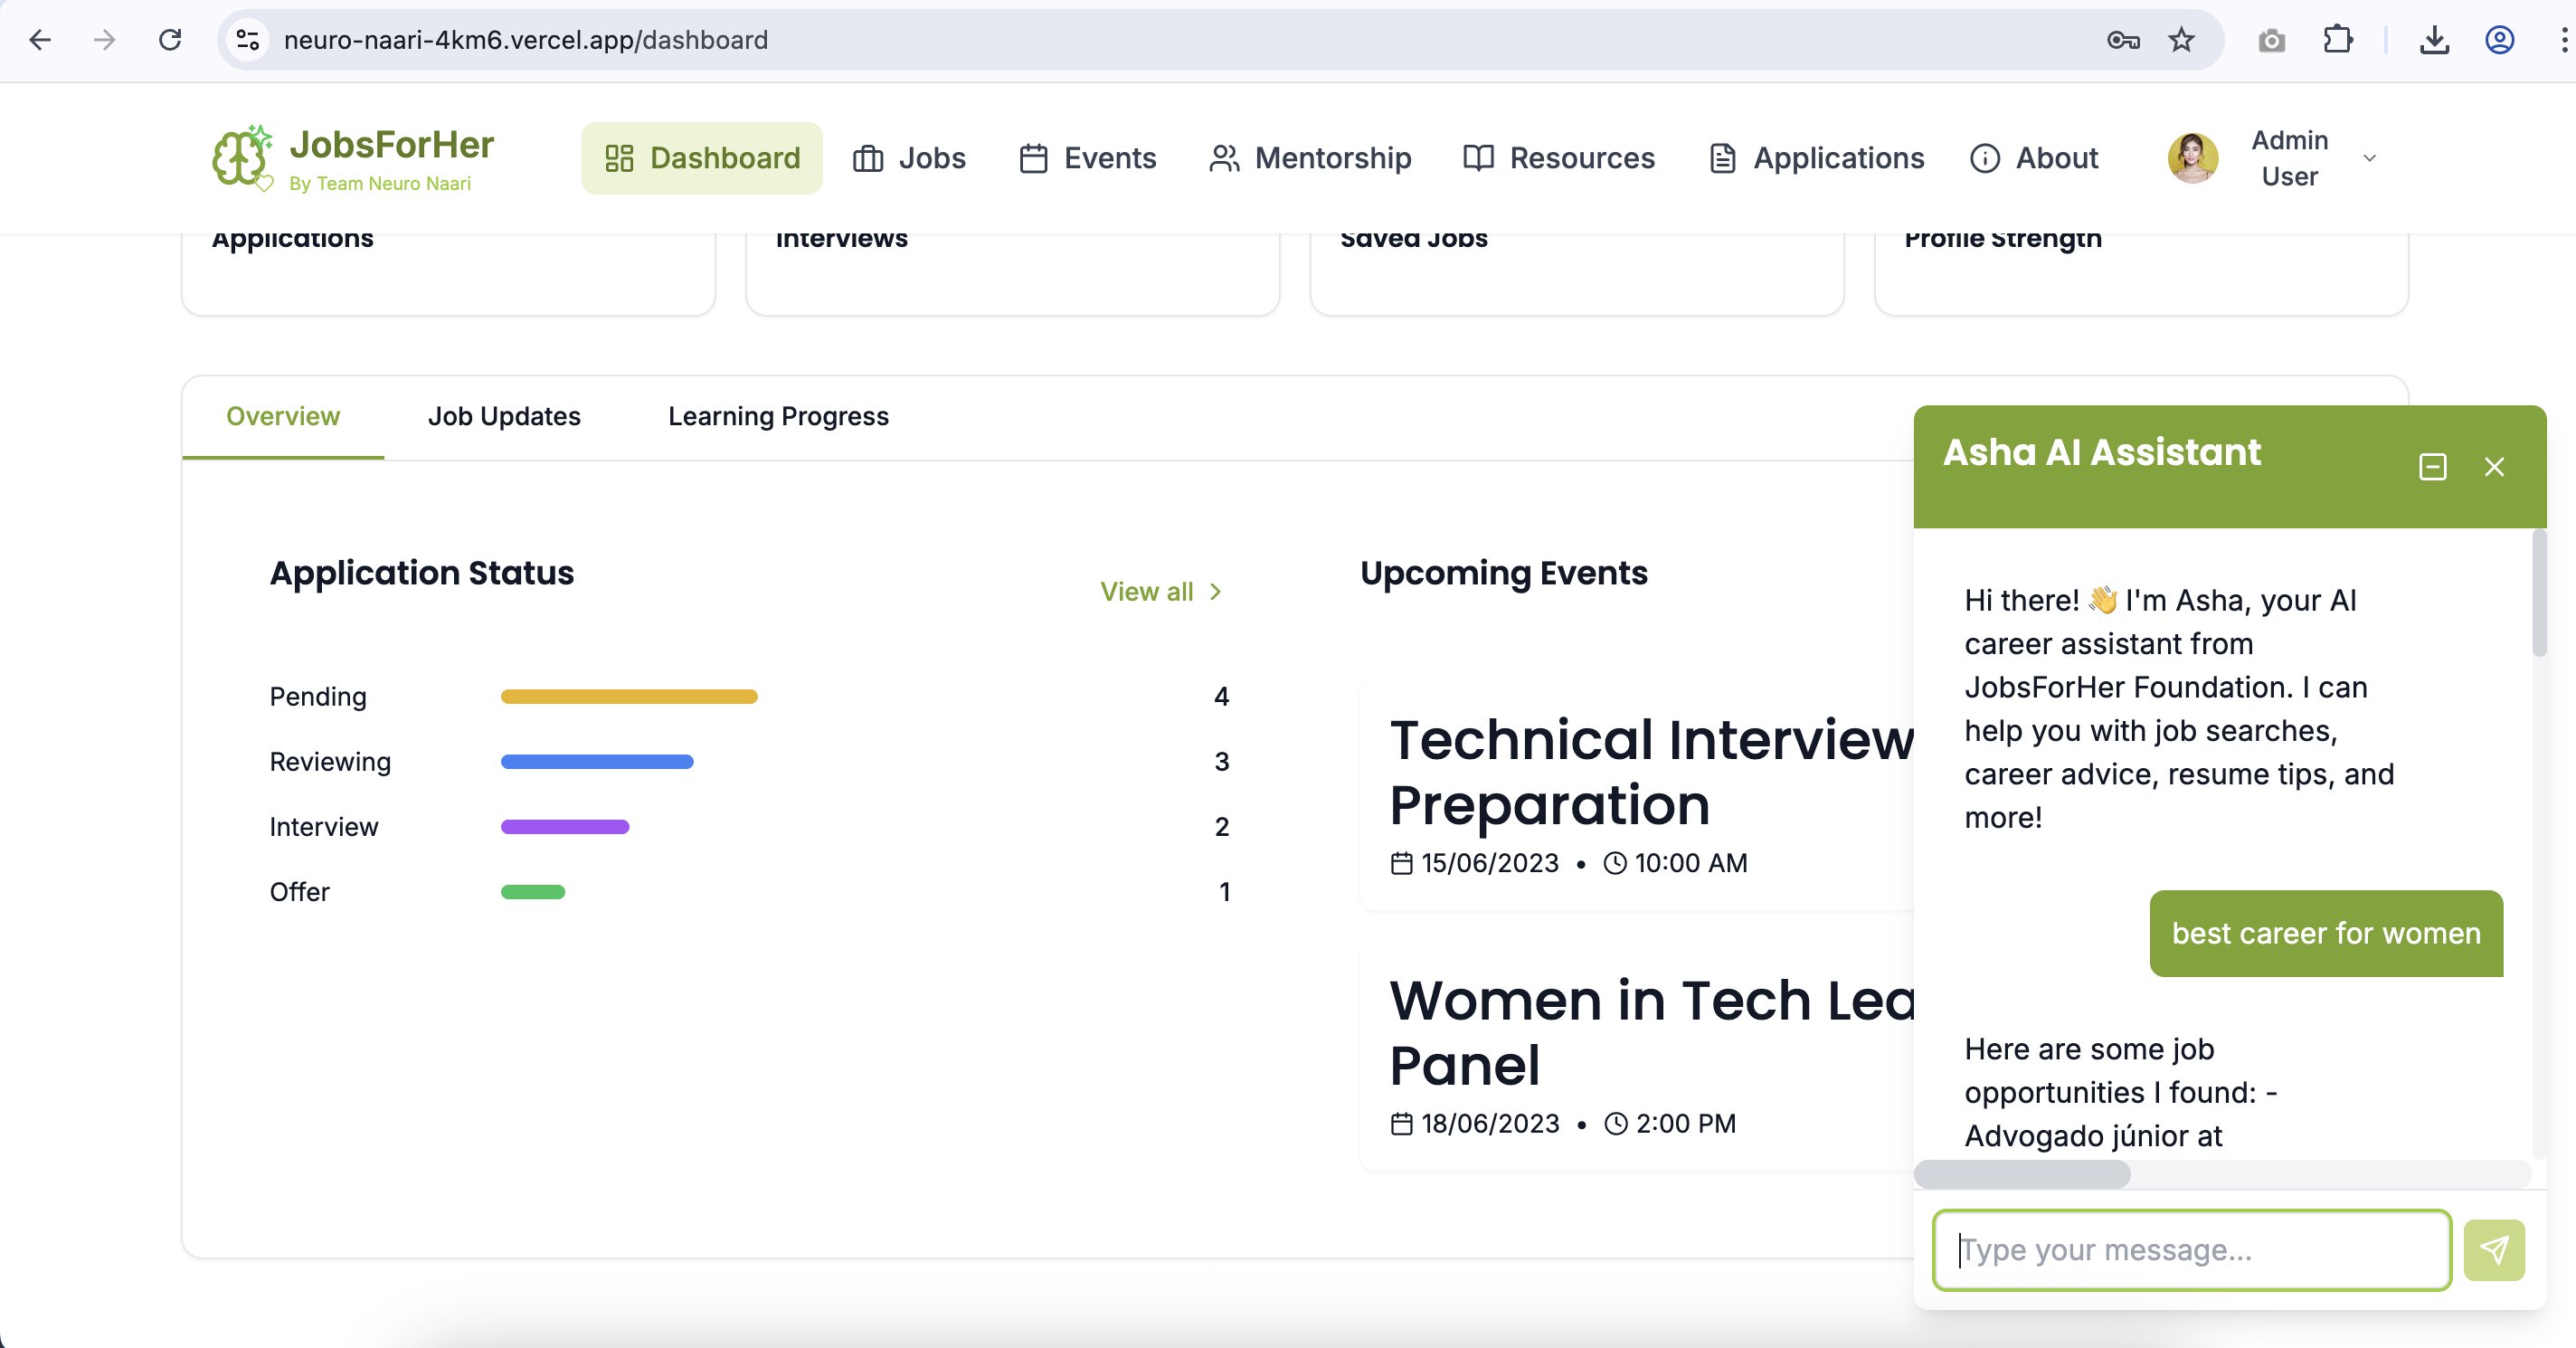 neuro-naari-4km6.vercel.app/dashboard
JobsForHer
By Team Neuro Naari
Dashboard
Jobs
Events
Mentorship
Resources
Applications
About
Admin
User
Applications
Interviews
Saved Jobs
Profile Strength
Overview
Job Updates
Learning Progress
Application Status
View all
Pending 4
Reviewing 3
Interview 2
Offer 1
Upcoming Events
Technical Interview
Preparation
15/06/2023 • 10:00 AM
Women in Tech Lea
Panel
18/06/2023 • 2:00 PM
Asha AI Assistant
Hi there! 👋 I'm Asha, your AI
career assistant from
JobsForHer Foundation. I can
help you with job searches,
career advice, resume tips, and
more!
best career for women
Here are some job
opportunities I found: -
Advogado júnior at
Type your message...